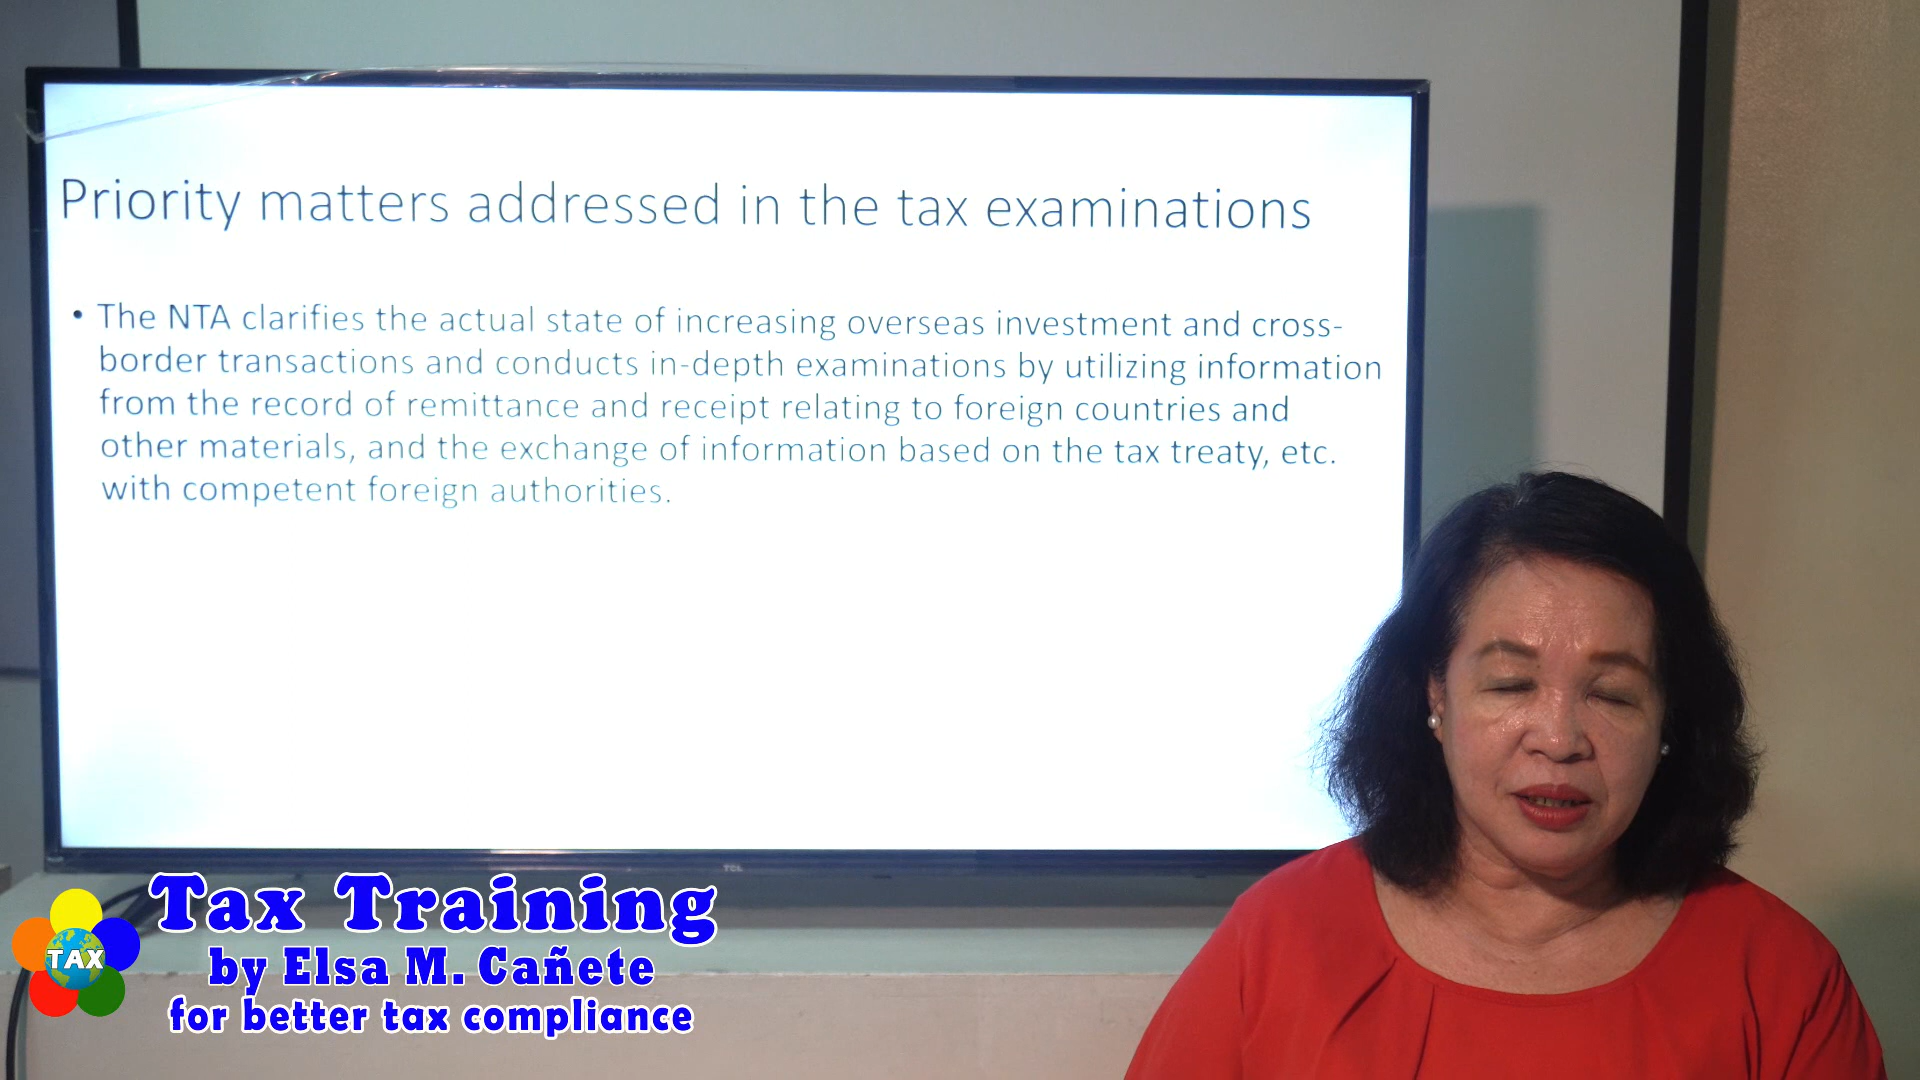 Priority matters addressed in the tax examinations
• The NTA clarifies the actual state of increasing overseas investment and cross-
border transactions and conducts in-depth examinations by utilizing information
from the record of remittance and receipt relating to foreign countries and
other materials, and the exchange of information based on the tax treaty, etc.
with competent foreign authorities.
TCL
TAX
Tax Training
by Elsa M. Cañete
for better tax compliance